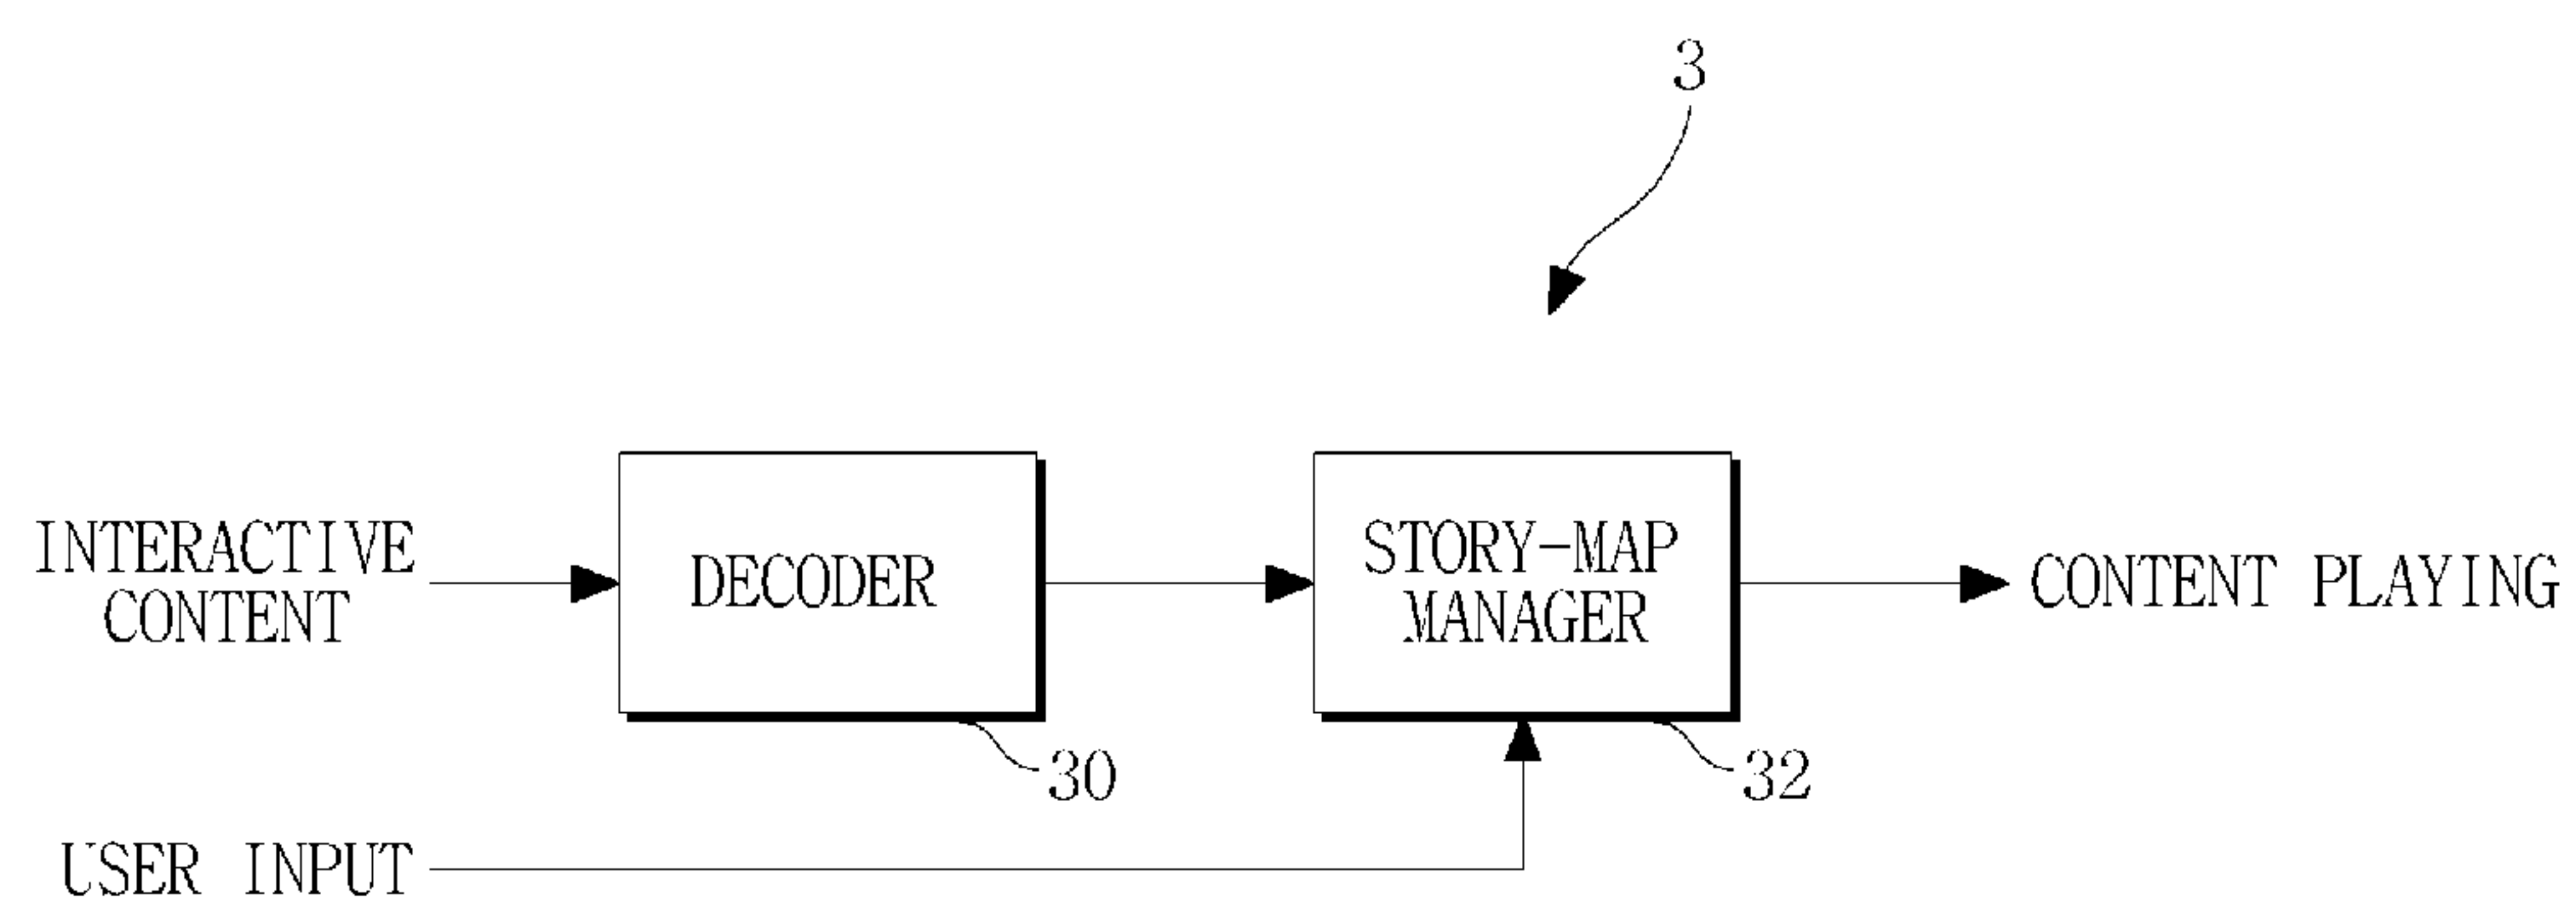 3
INTERACTIVE
CONTENT
DECODER
STORY-MAP
MANAGER
CONTENT PLAYING
30
32
USER INPUT